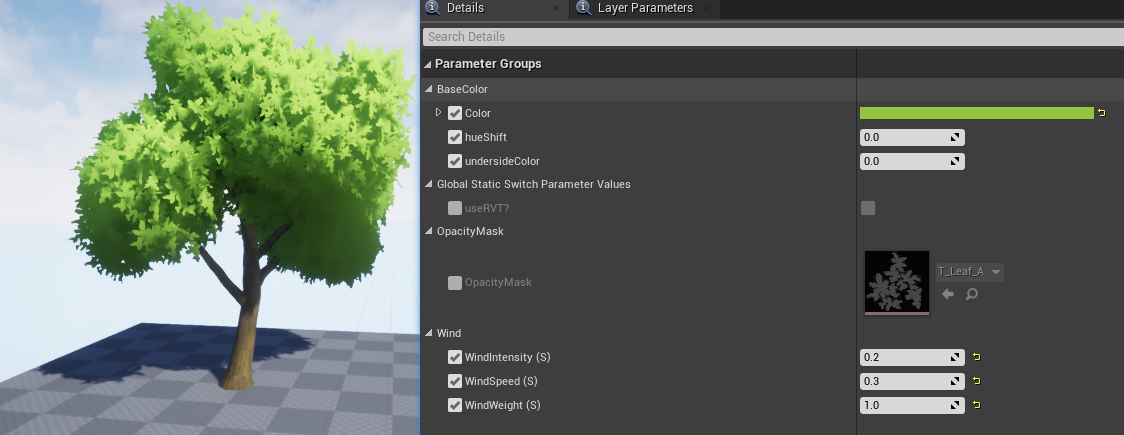 Details
Layer Parameters
Search Details
Parameter Groups
BaseColor
Color
hueShift 0.0
undersideColor 0.0
Global Static Switch Parameter Values
useRVT?
OpacityMask
OpacityMask T_Leaf_A
Wind
WindIntensity (S) 0.2
WindSpeed (S) 0.3
WindWeight (S) 1.0